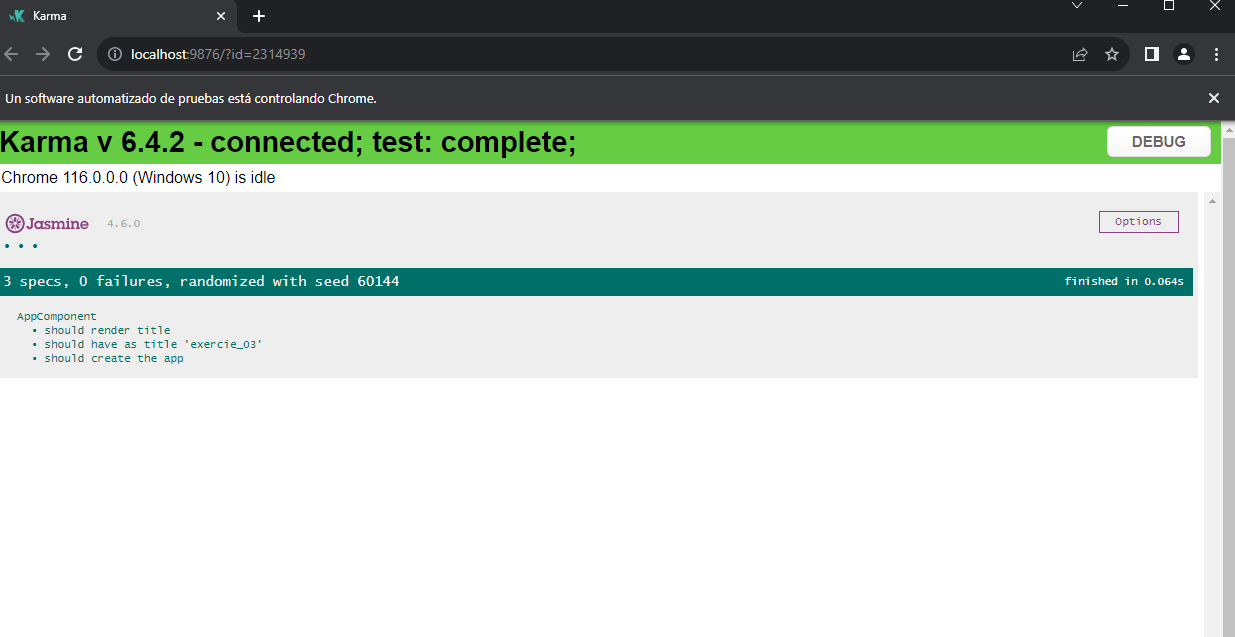 Karma
localhost:9876/?id=2314939
Un software automatizado de pruebas está controlando Chrome.
Karma v 6.4.2 - connected; test: complete;
DEBUG
Chrome 116.0.0.0 (Windows 10) is idle
Jasmine 4.6.0
Options
• • •
3 specs, 0 failures, randomized with seed 60144
finished in 0.064s
AppComponent
• should render title
• should have as title 'exercie_03'
• should create the app